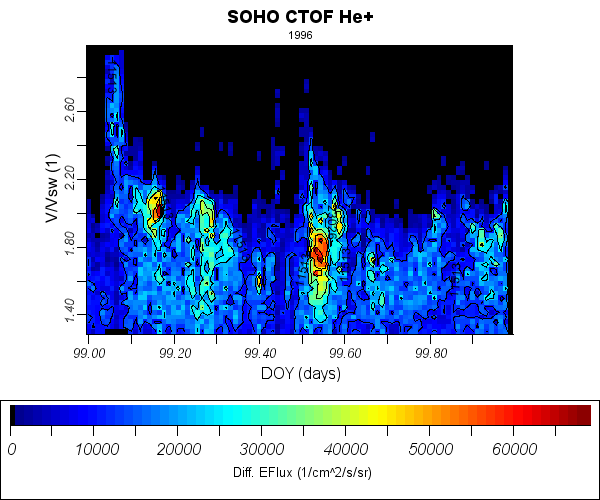 SOHO CTOF He+
1996
V/Vsw (1)
2.60
2.20
1.80
1.40
99.00 99.20 99.40 99.60 99.80
DOY (days)
0 10000 20000 30000 40000 50000 60000
Diff. EFlux (1/cm^2/s/sr)